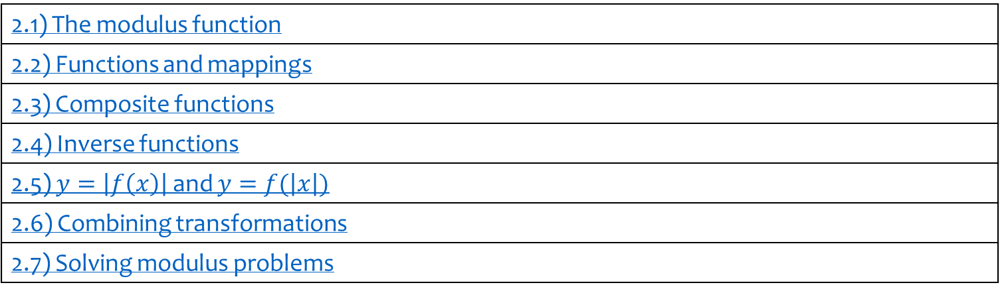 2.1) The modulus function
2.2) Functions and mappings
2.3) Composite functions
2.4) Inverse functions
2.5) y = |f(x)| and y = f(|x|)
2.6) Combining transformations
2.7) Solving modulus problems